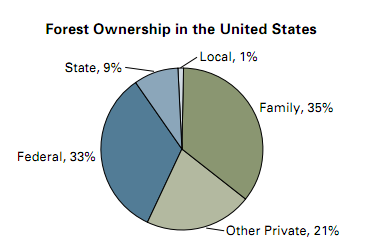 Forest Ownership in the United States
Local, 1%
State, 9%
Family, 35%
Federal, 33%
Other Private, 21%